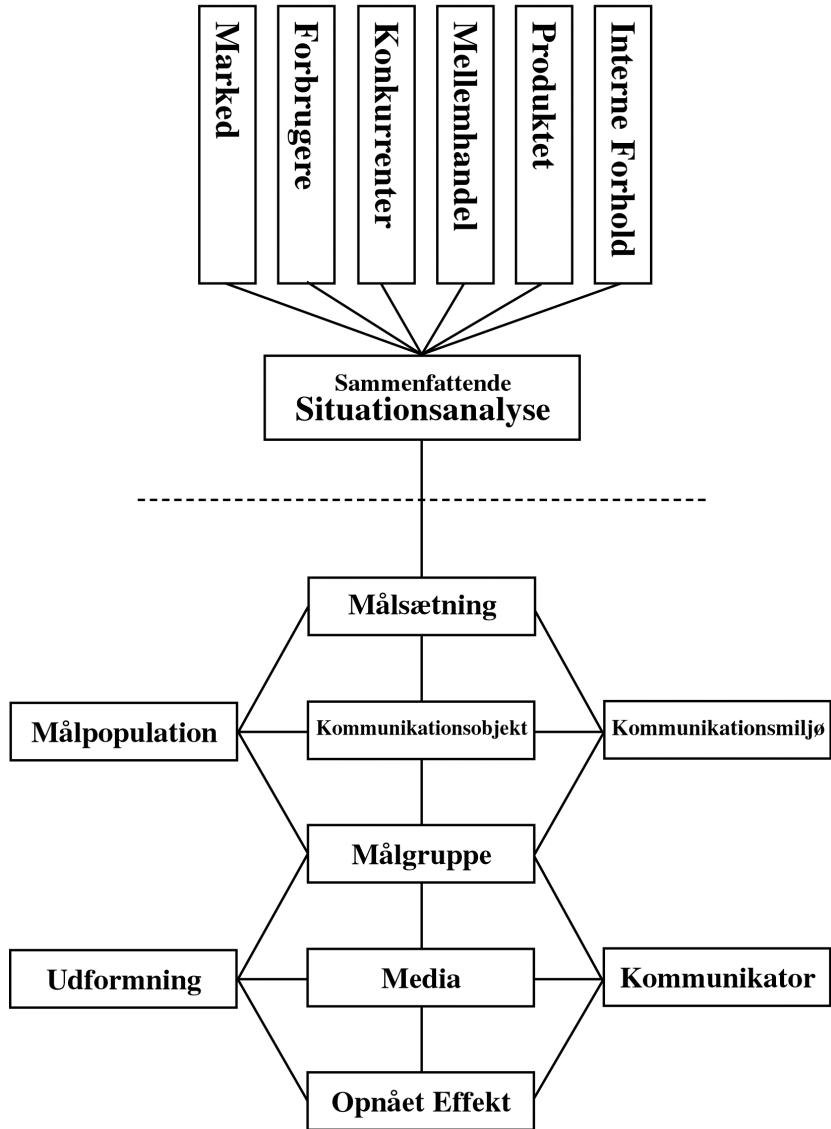 Marked
Forbrugere
Konkurrenter
Mellemhandel
Produktet
Interne Forhold
Sammenfattende
Situationsanalyse
Målsætning
Målpopulation
Kommunikationsobjekt
Kommunikationsmiljø
Målgruppe
Udformning
Media
Kommunikator
Opnået Effekt